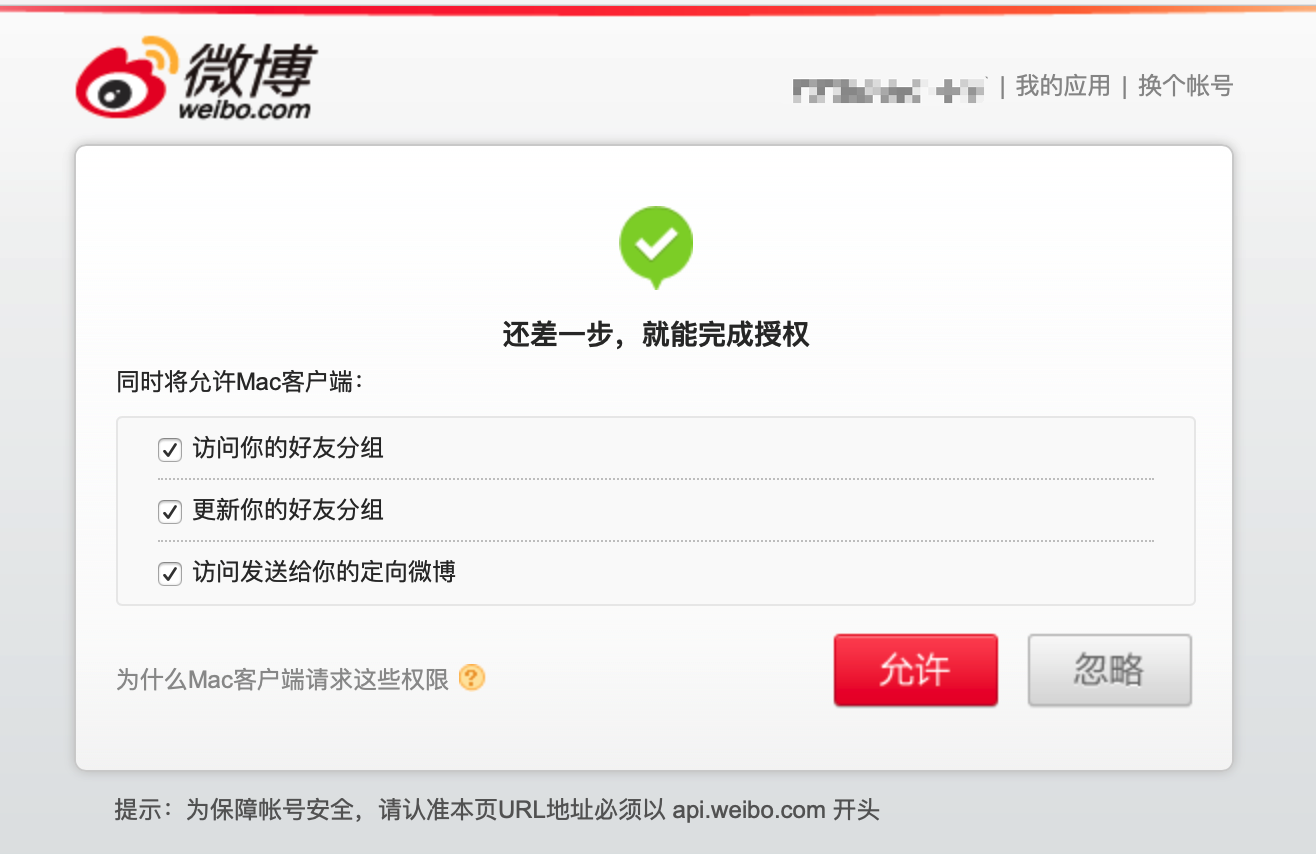 微博
weibo.com
| 我的应用 | 换个帐号
还差一步，就能完成授权
同时将允许Mac客户端：
访问你的好友分组
更新你的好友分组
访问发送给你的定向微博
为什么Mac客户端请求这些权限 ?
允许 忽略
提示：为保障帐号安全，请认准本页URL地址必须以 api.weibo.com 开头